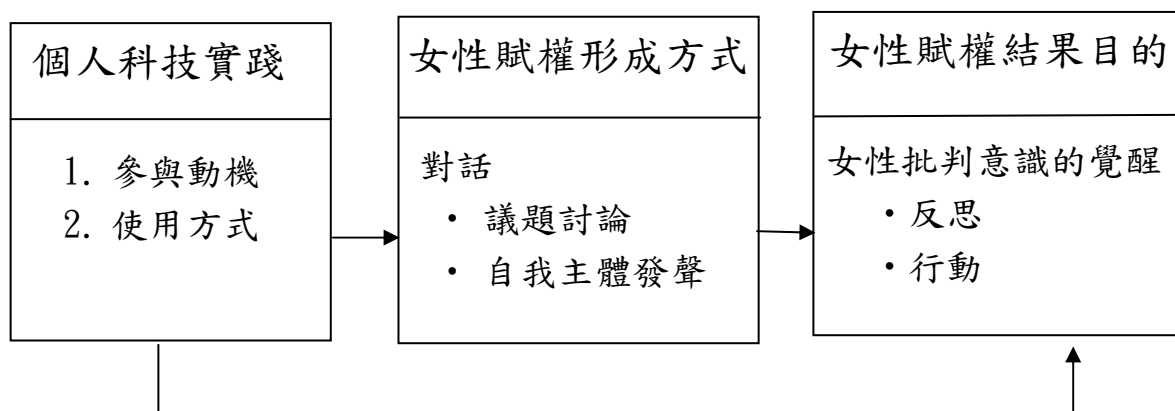 個人科技實踐
1. 參與動機
2. 使用方式
女性賦權形成方式
對話
・議題討論
・自我主體發聲
女性賦權結果目的
女性批判意識的覺醒
・反思
・行動